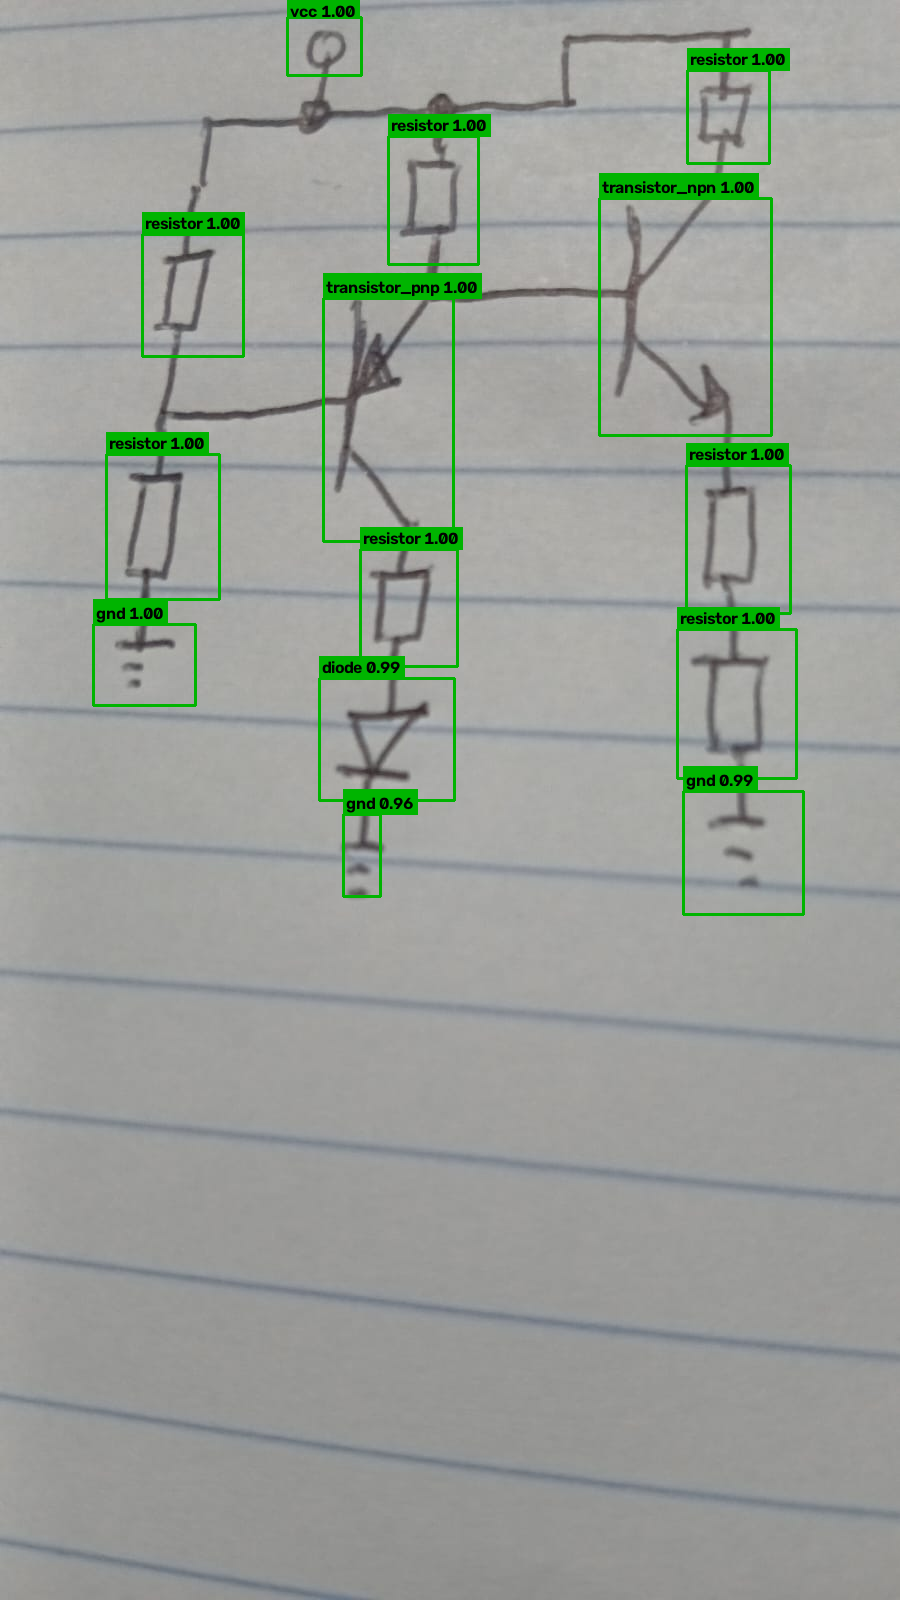 vcc 1.00
resistor 1.00
resistor 1.00
transistor_npn 1.00
resistor 1.00
transistor_pnp 1.00
resistor 1.00
resistor 1.00
resistor 1.00
gnd 1.00
resistor 1.00
diode 0.99
gnd 0.99
gnd 0.96